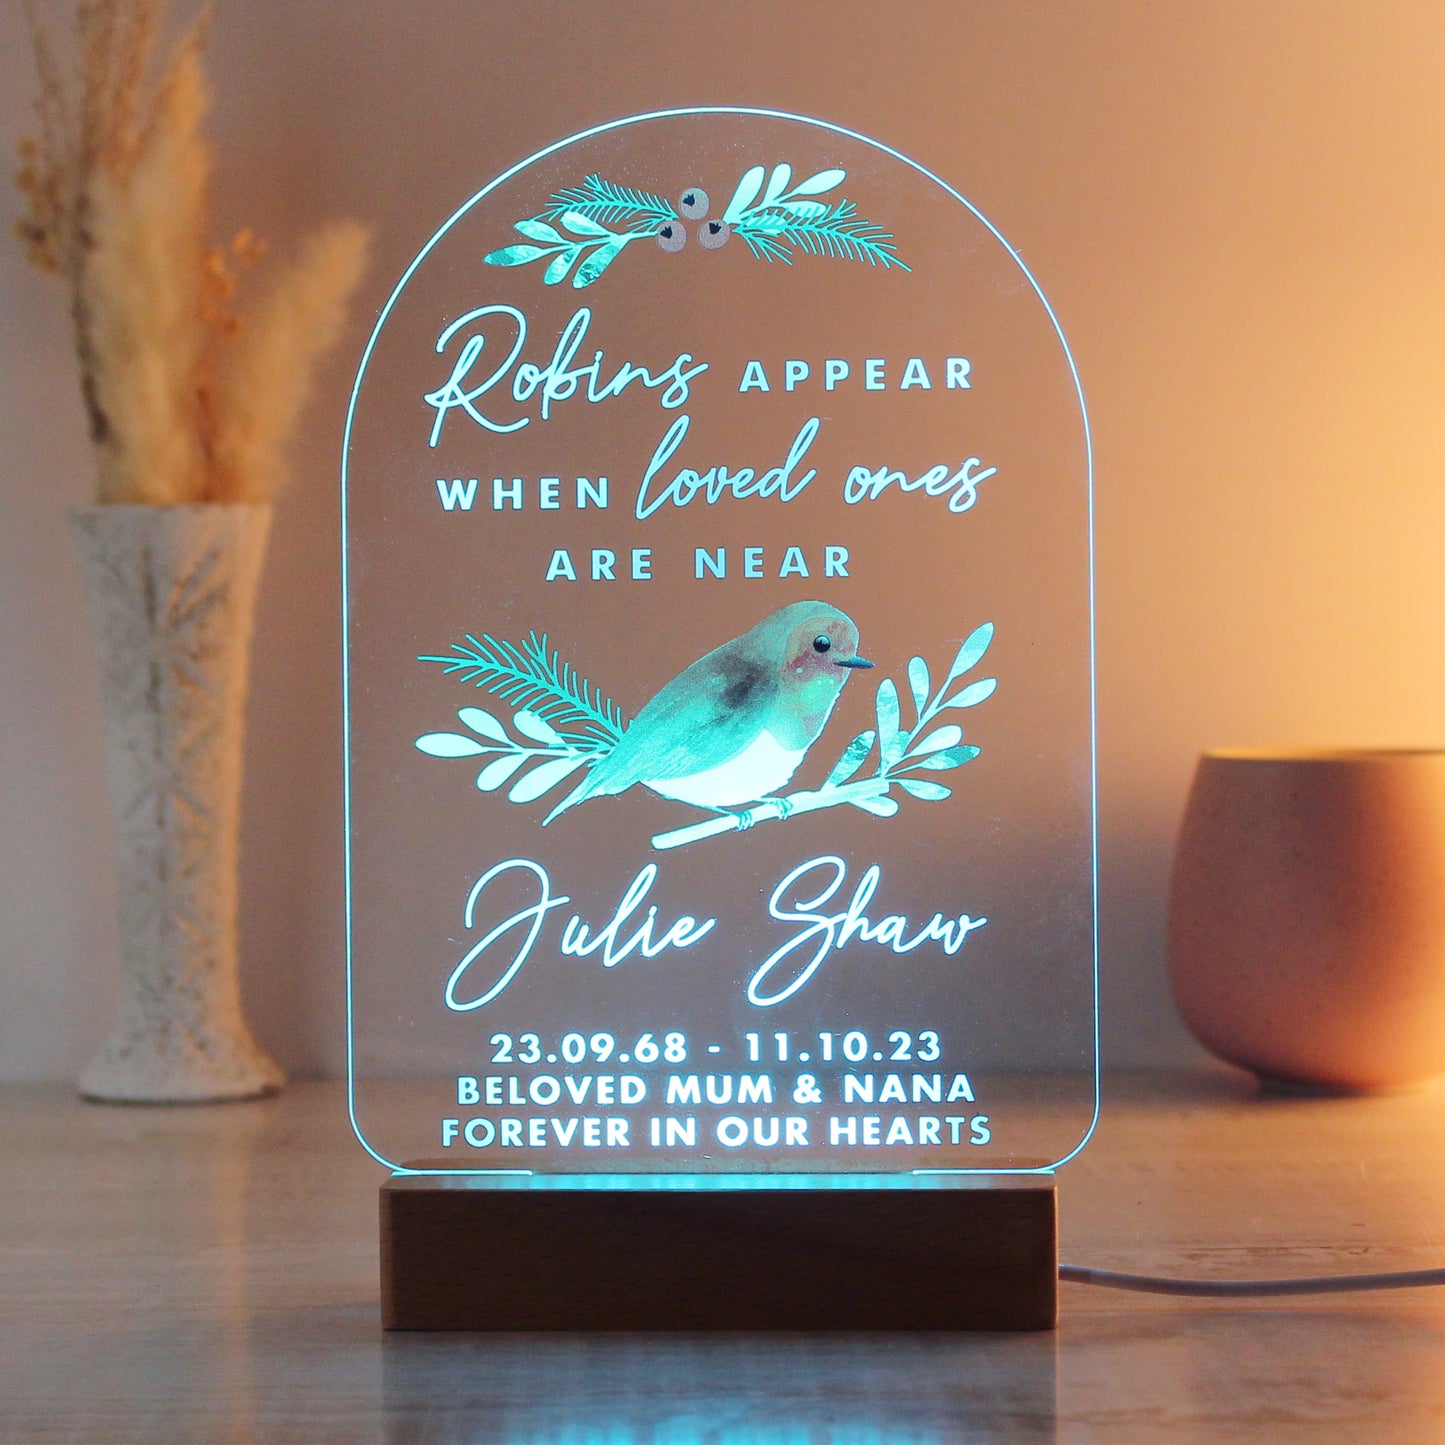 Robins APPEAR
WHEN loved ones
ARE NEAR
Julie Shaw
23.09.68 - 11.10.23
BELOVED MUM & NANA
FOREVER IN OUR HEARTS